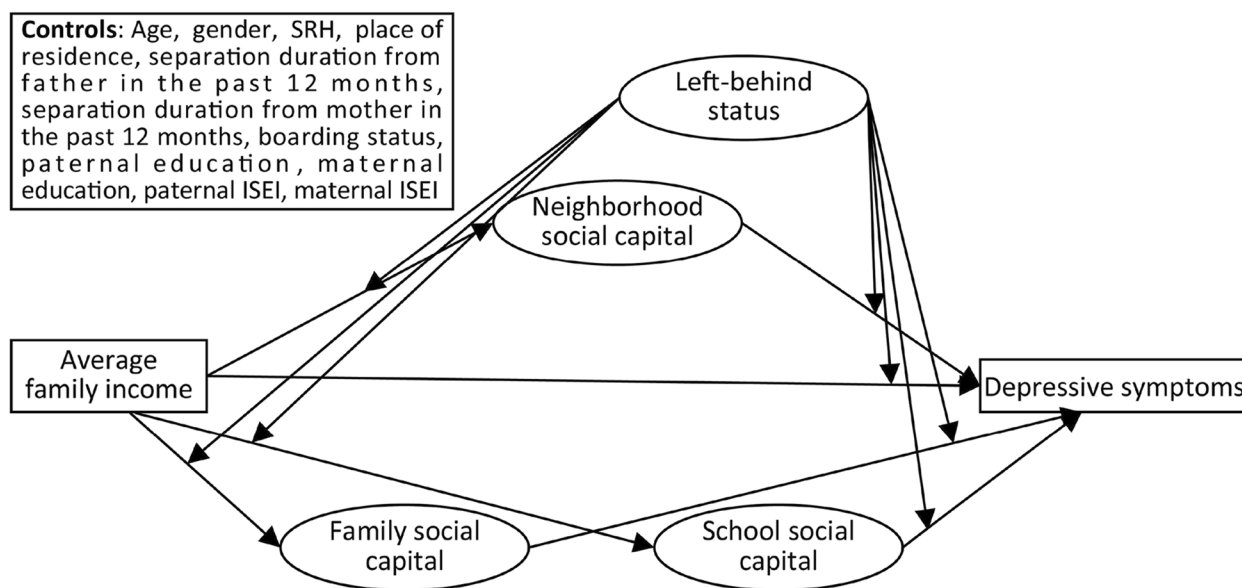 Controls: Age, gender, SRH, place of
residence, separation duration from
father in the past 12 months,
separation duration from mother in
the past 12 months, boarding status,
paternal education, maternal
education, paternal ISEI, maternal ISEI
Left-behind
status
Neighborhood
social capital
Average
family income
Depressive symptoms
Family social
capital
School social
capital